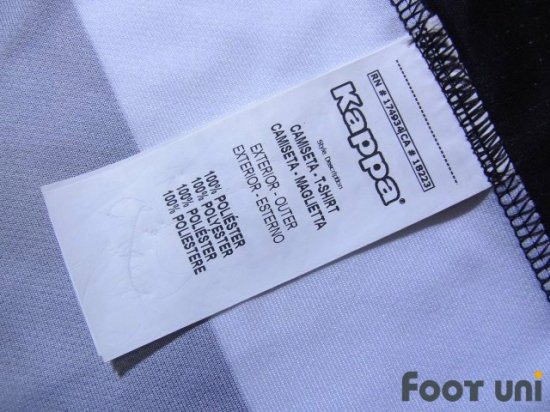 RN # 174934(CA # 18223
Kappa
Style Description
CAMISETA - T-SHIRT
CAMISETA - MAGLIETTA
EXTERIOR - OUTER
EXTERIOR - ESTERNO
100% POLIÉSTER
100% POLYESTER
100% POLIÉSTER
100% POLIESTERE
FOOT UNI